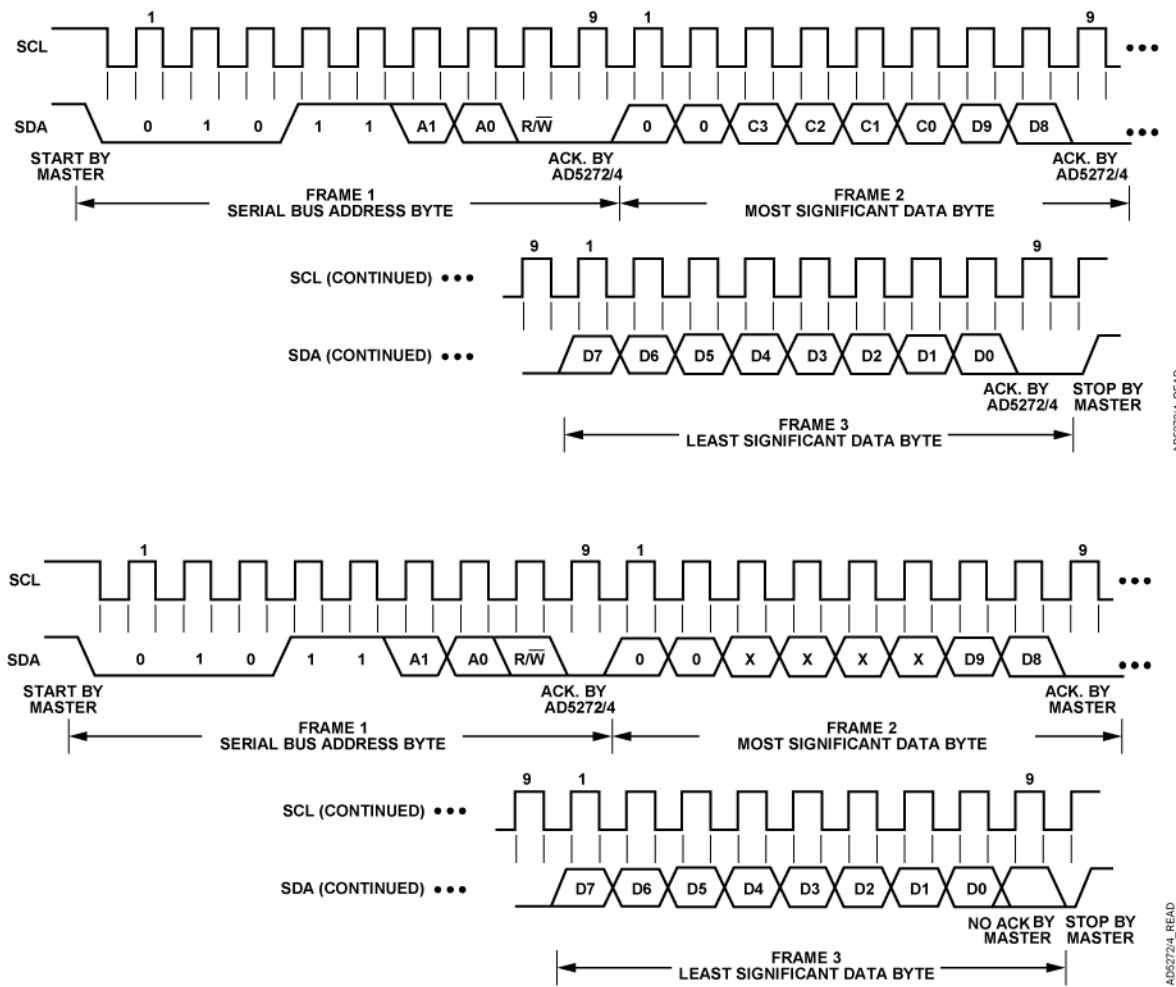 1 9 1 9
SCL
SDA 0 1 0 1 1 A1 A0 R/W 0 0 C3 C2 C1 C0 D9 D8
START BY MASTER
ACK. BY AD5272/4
ACK. BY AD5272/4
FRAME 1
SERIAL BUS ADDRESS BYTE
FRAME 2
MOST SIGNIFICANT DATA BYTE
9 1 9
SCL (CONTINUED)
SDA (CONTINUED) D7 D6 D5 D4 D3 D2 D1 D0
ACK. BY AD5272/4
STOP BY MASTER
FRAME 3
LEAST SIGNIFICANT DATA BYTE
1 9 1 9
SCL
SDA 0 1 0 1 1 A1 A0 R/W 0 0 X X X X D9 D8
START BY MASTER
ACK. BY AD5272/4
ACK. BY MASTER
FRAME 1
SERIAL BUS ADDRESS BYTE
FRAME 2
MOST SIGNIFICANT DATA BYTE
9 1 9
SCL (CONTINUED)
SDA (CONTINUED) D7 D6 D5 D4 D3 D2 D1 D0
NO ACK BY MASTER
STOP BY MASTER
FRAME 3
LEAST SIGNIFICANT DATA BYTE
AD5272/4_READ